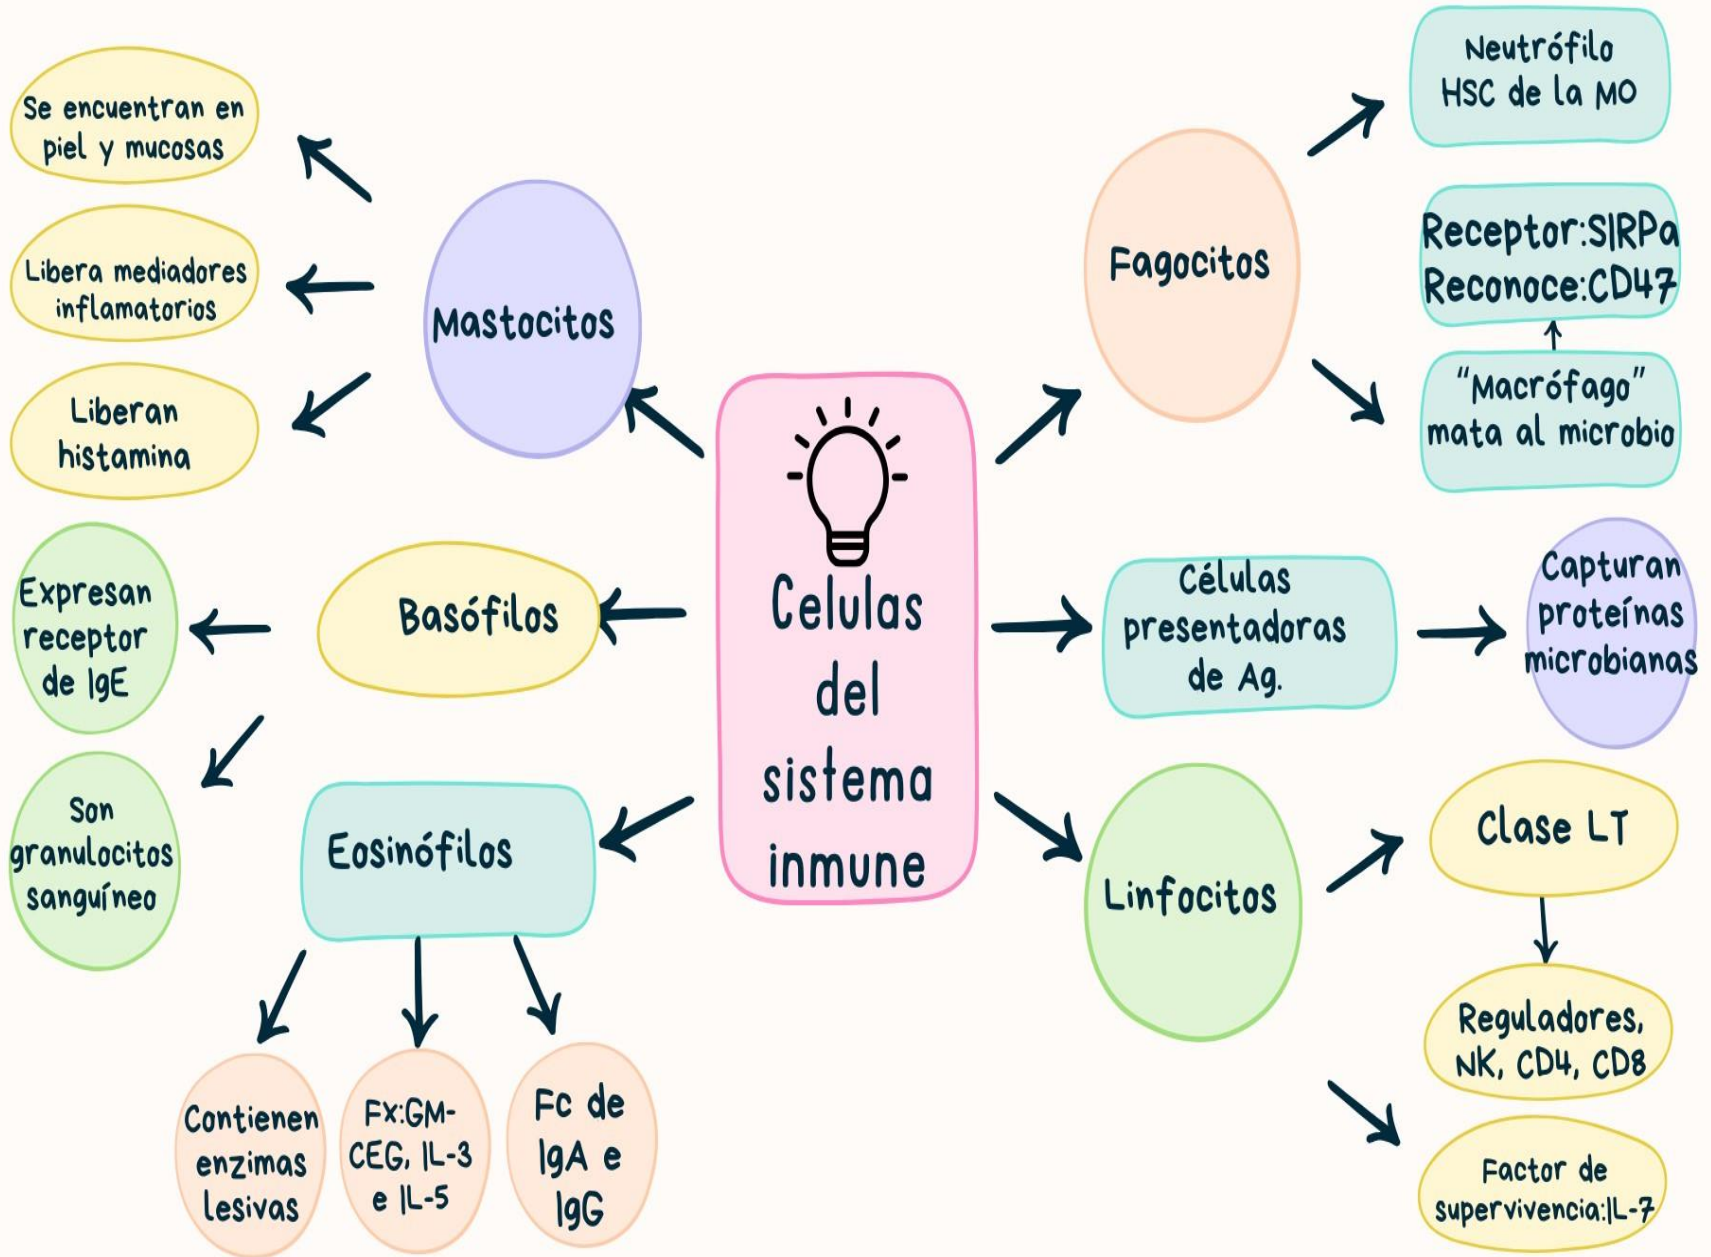 Celulas
del
sistema
inmune
Mastocitos
Se encuentran en
piel y mucosas
Libera mediadores
inflamatorios
Liberan
histamina
Basófilos
Expresan
receptor
de IgE
Son
granulocitos
sanguíneo
Eosinófilos
Contienen
enzimas
lesivas
Fx:GM-
CEG, IL-3
e IL-5
Fc de
IgA e
IgG
Fagocitos
Neutrófilo
HSC de la MO
Receptor:SIRPa
Reconoce:CD47
"Macrófago"
mata al microbio
Células
presentadoras
de Ag.
Capturan
proteínas
microbianas
Linfocitos
Clase LT
Reguladores,
NK, CD4, CD8
Factor de
supervivencia:IL-7